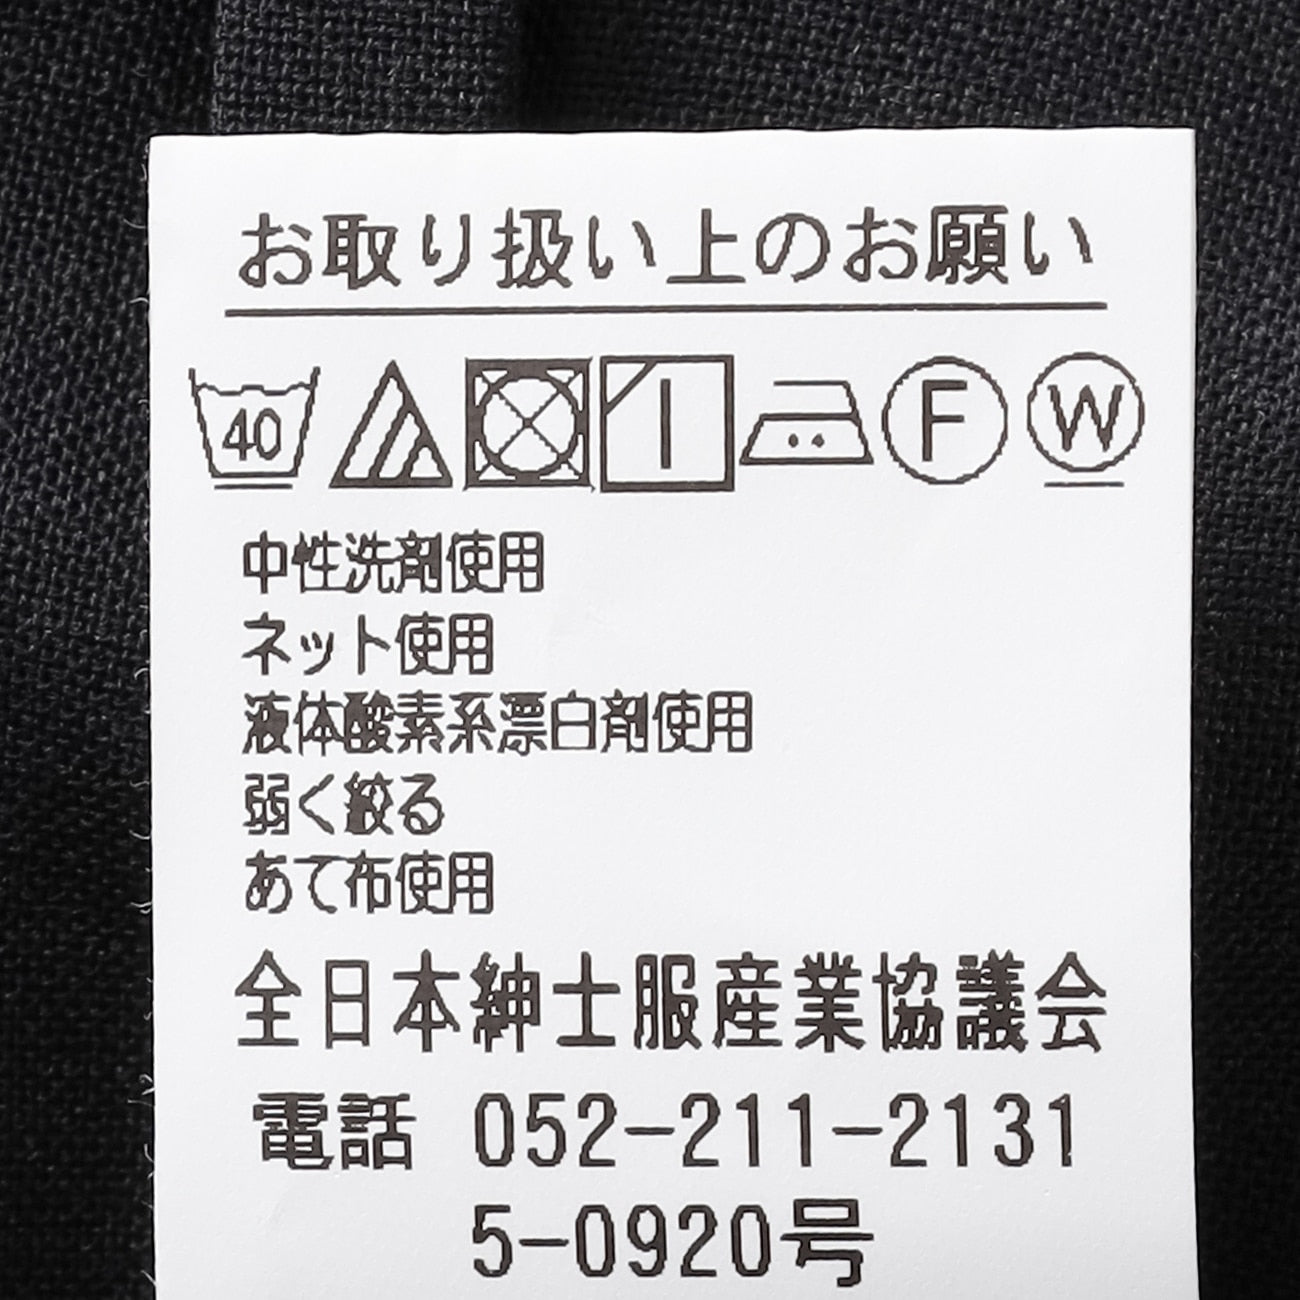 お取り扱い上のお願い
40 F W
中性洗剤使用
ネット使用
液体酸素系漂白剤使用
弱く絞る
あて布使用
全日本紳士服産業協議会
電話 052-211-2131
5-0920号